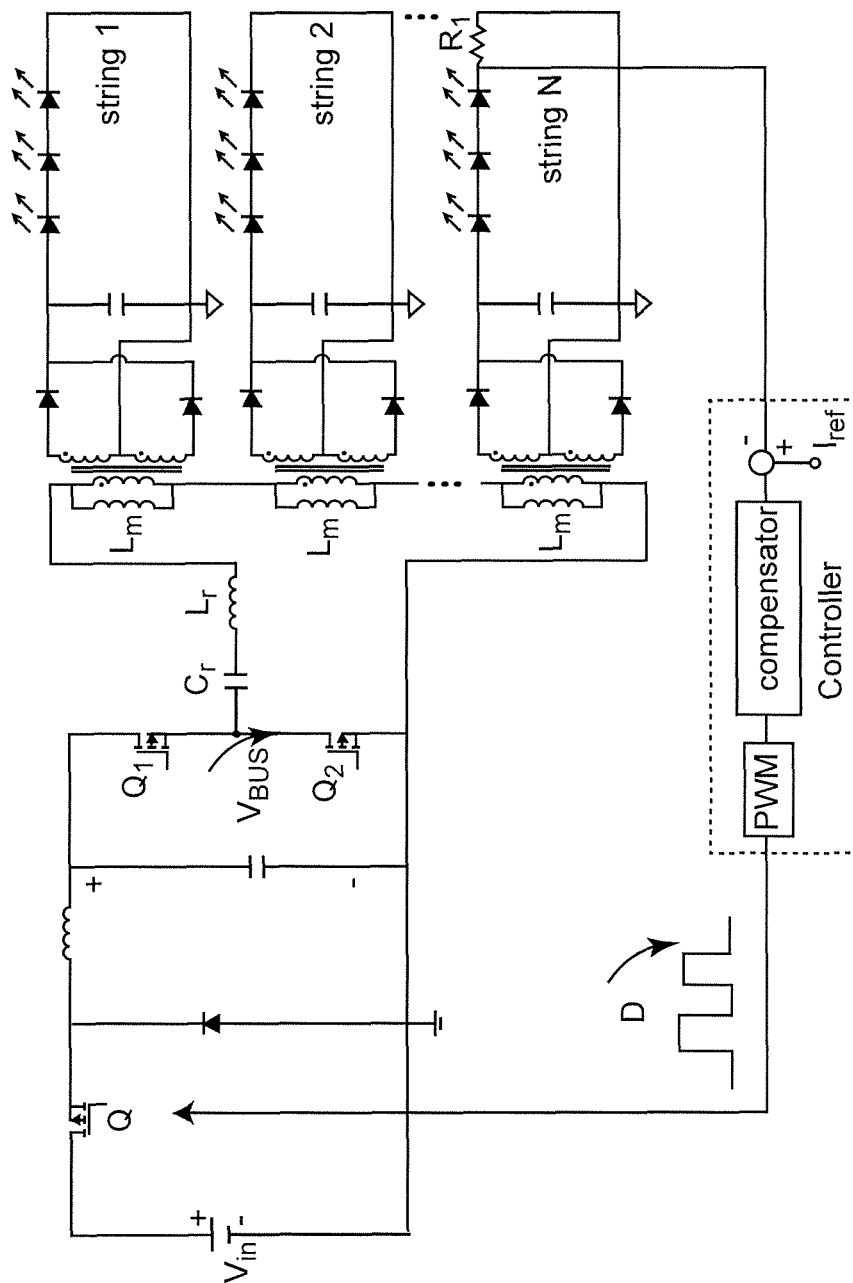 string 1
string 2
R1
string N
Lm
Lm
Lm
Lr
Cr
Q1
VBUS
Q2
+
-
Q
+
-
Vin
D
PWM
compensator
-
+
Iref
Controller